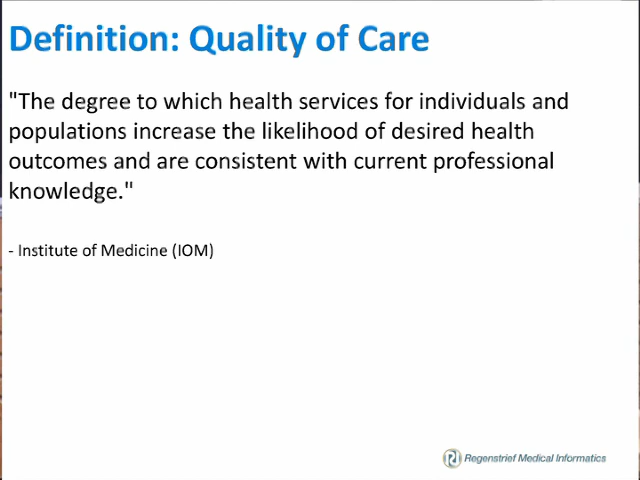 Definition: Quality of Care
"The degree to which health services for individuals and
populations increase the likelihood of desired health
outcomes and are consistent with current professional
knowledge."
- Institute of Medicine (IOM)
Regenstrief Medical Informatics